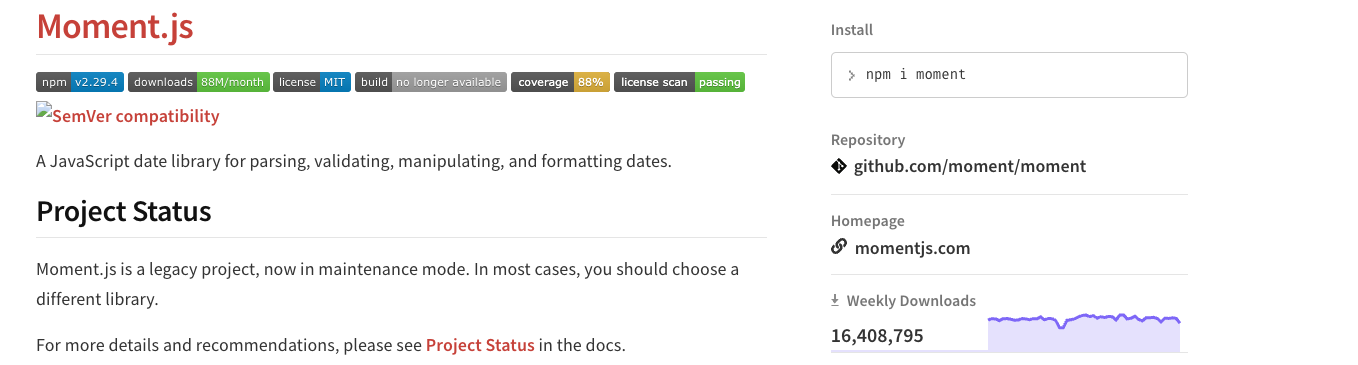 Moment.js
npm v2.29.4 downloads 88M/month license MIT build no longer available coverage 88% license scan passing
SemVer compatibility
A JavaScript date library for parsing, validating, manipulating, and formatting dates.
Project Status
Moment.js is a legacy project, now in maintenance mode. In most cases, you should choose a
different library.
For more details and recommendations, please see Project Status in the docs.
Install
npm i moment
Repository
github.com/moment/moment
Homepage
momentjs.com
Weekly Downloads
16,408,795